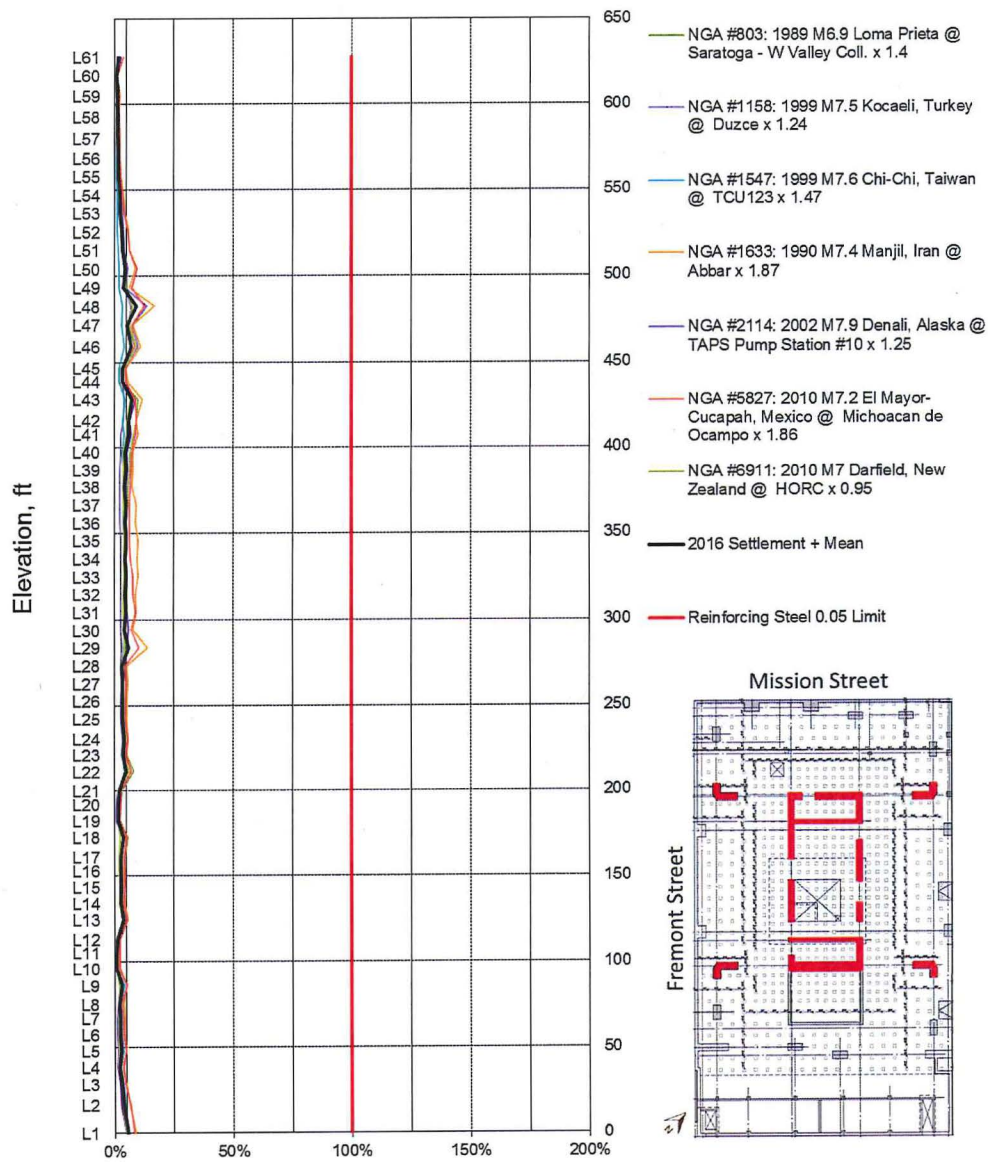 Elevation, ft
L61
L60
L59
L58
L57
L56
L55
L54
L53
L52
L51
L50
L49
L48
L47
L46
L45
L44
L43
L42
L41
L40
L39
L38
L37
L36
L35
L34
L33
L32
L31
L30
L29
L28
L27
L26
L25
L24
L23
L22
L21
L20
L19
L18
L17
L16
L15
L14
L13
L12
L11
L10
L9
L8
L7
L6
L5
L4
L3
L2
L1
0%
50%
100%
150%
200%
650
600
550
500
450
400
350
300
250
200
150
100
50
0
NGA #803: 1989 M6.9 Loma Prieta @
Saratoga - W Valley Coll. x 1.4
NGA #1158: 1999 M7.5 Kocaeli, Turkey
@ Duzce x 1.24
NGA #1547: 1999 M7.6 Chi-Chi, Taiwan
@ TCU123 x 1.47
NGA #1633: 1990 M7.4 Manjil, Iran @
Abbar x 1.87
NGA #2114: 2002 M7.9 Denali, Alaska @
TAPS Pump Station #10 x 1.25
NGA #5827: 2010 M7.2 El Mayor-
Cucapah, Mexico @ Michoacan de
Ocampo x 1.86
NGA #6911: 2010 M7 Darfield, New
Zealand @ HORC x 0.95
2016 Settlement + Mean
Reinforcing Steel 0.05 Limit
Mission Street
Fremont Street